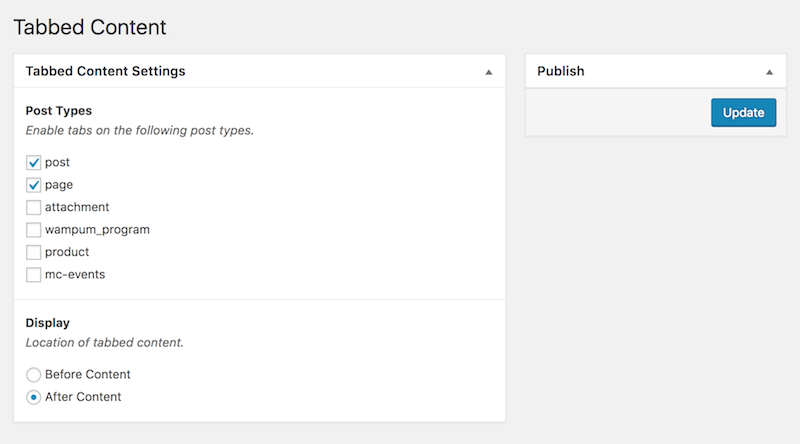 Tabbed Content
Tabbed Content Settings
Post Types
Enable tabs on the following post types.
post
page
attachment
wampum_program
product
mc-events
Display
Location of tabbed content.
Before Content
After Content
Publish
Update